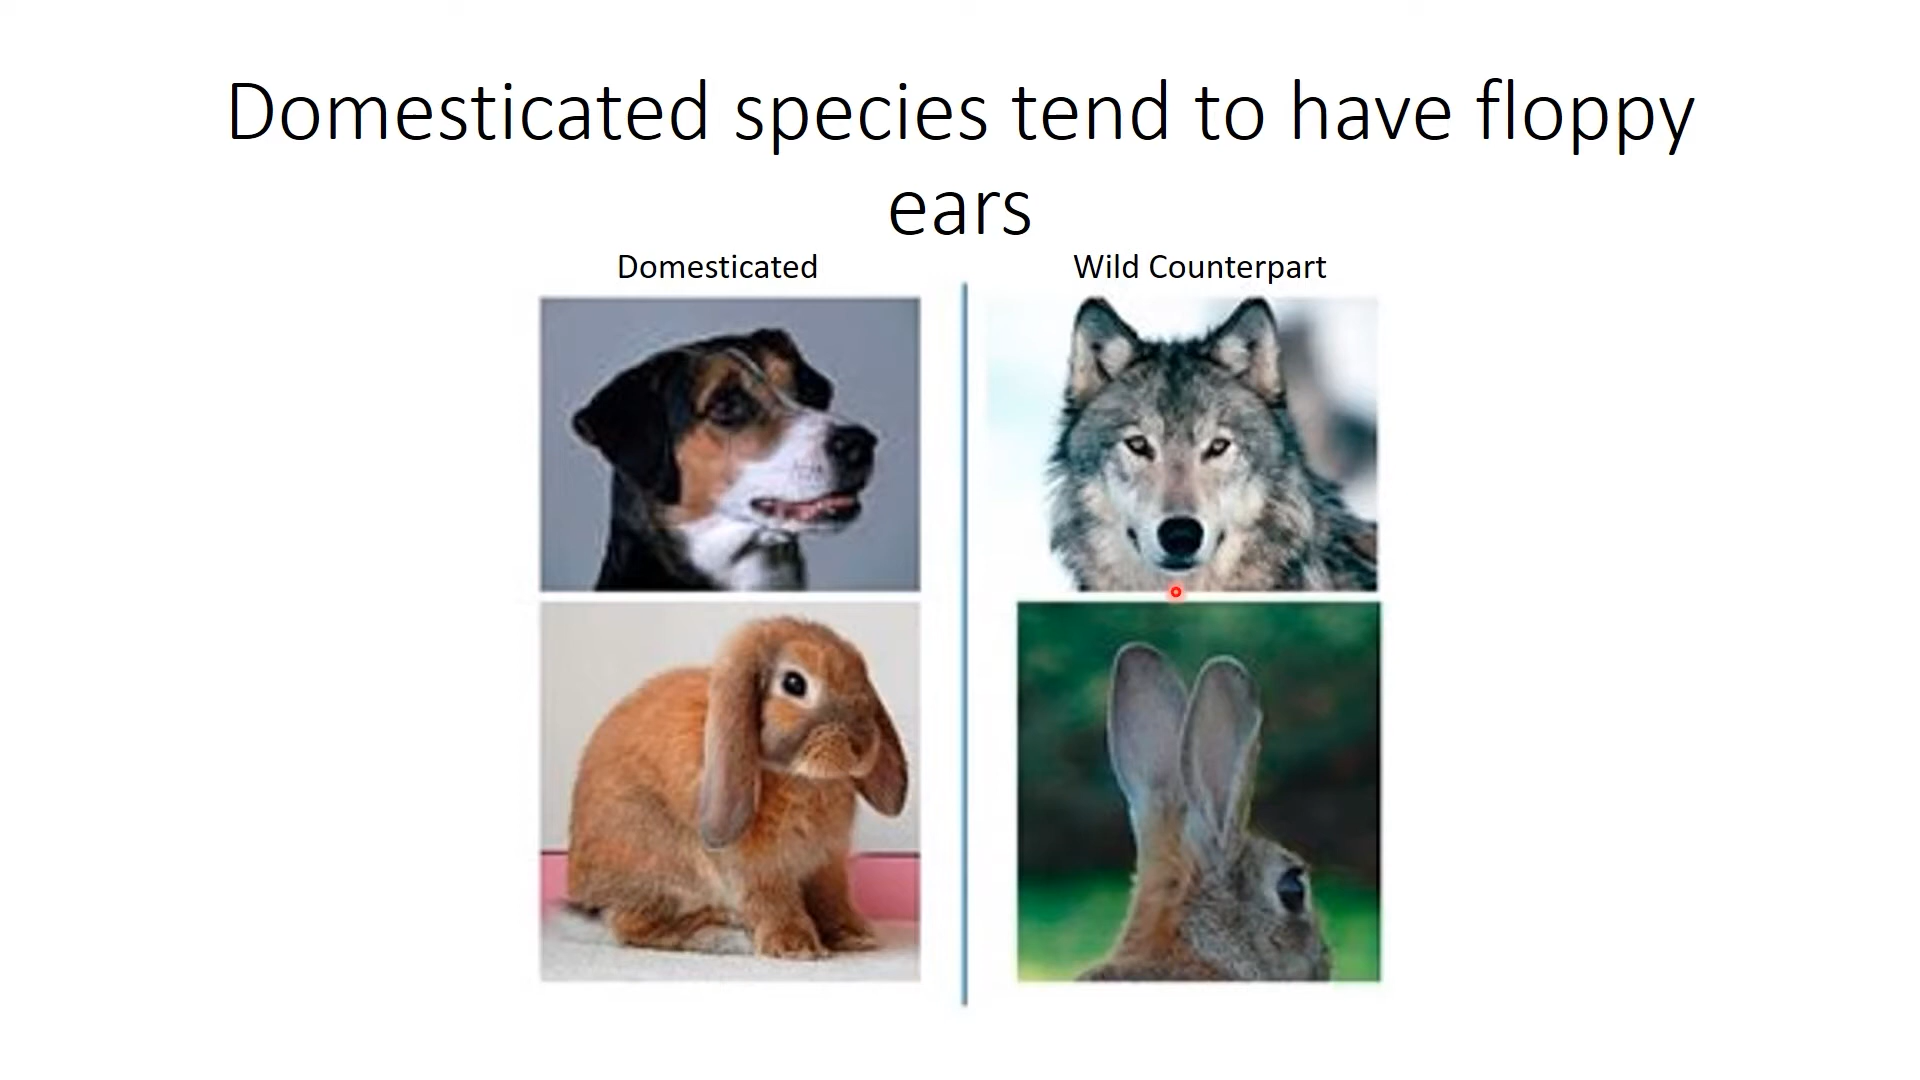 Domesticated species tend to have floppy
ears
Domesticated
Wild Counterpart